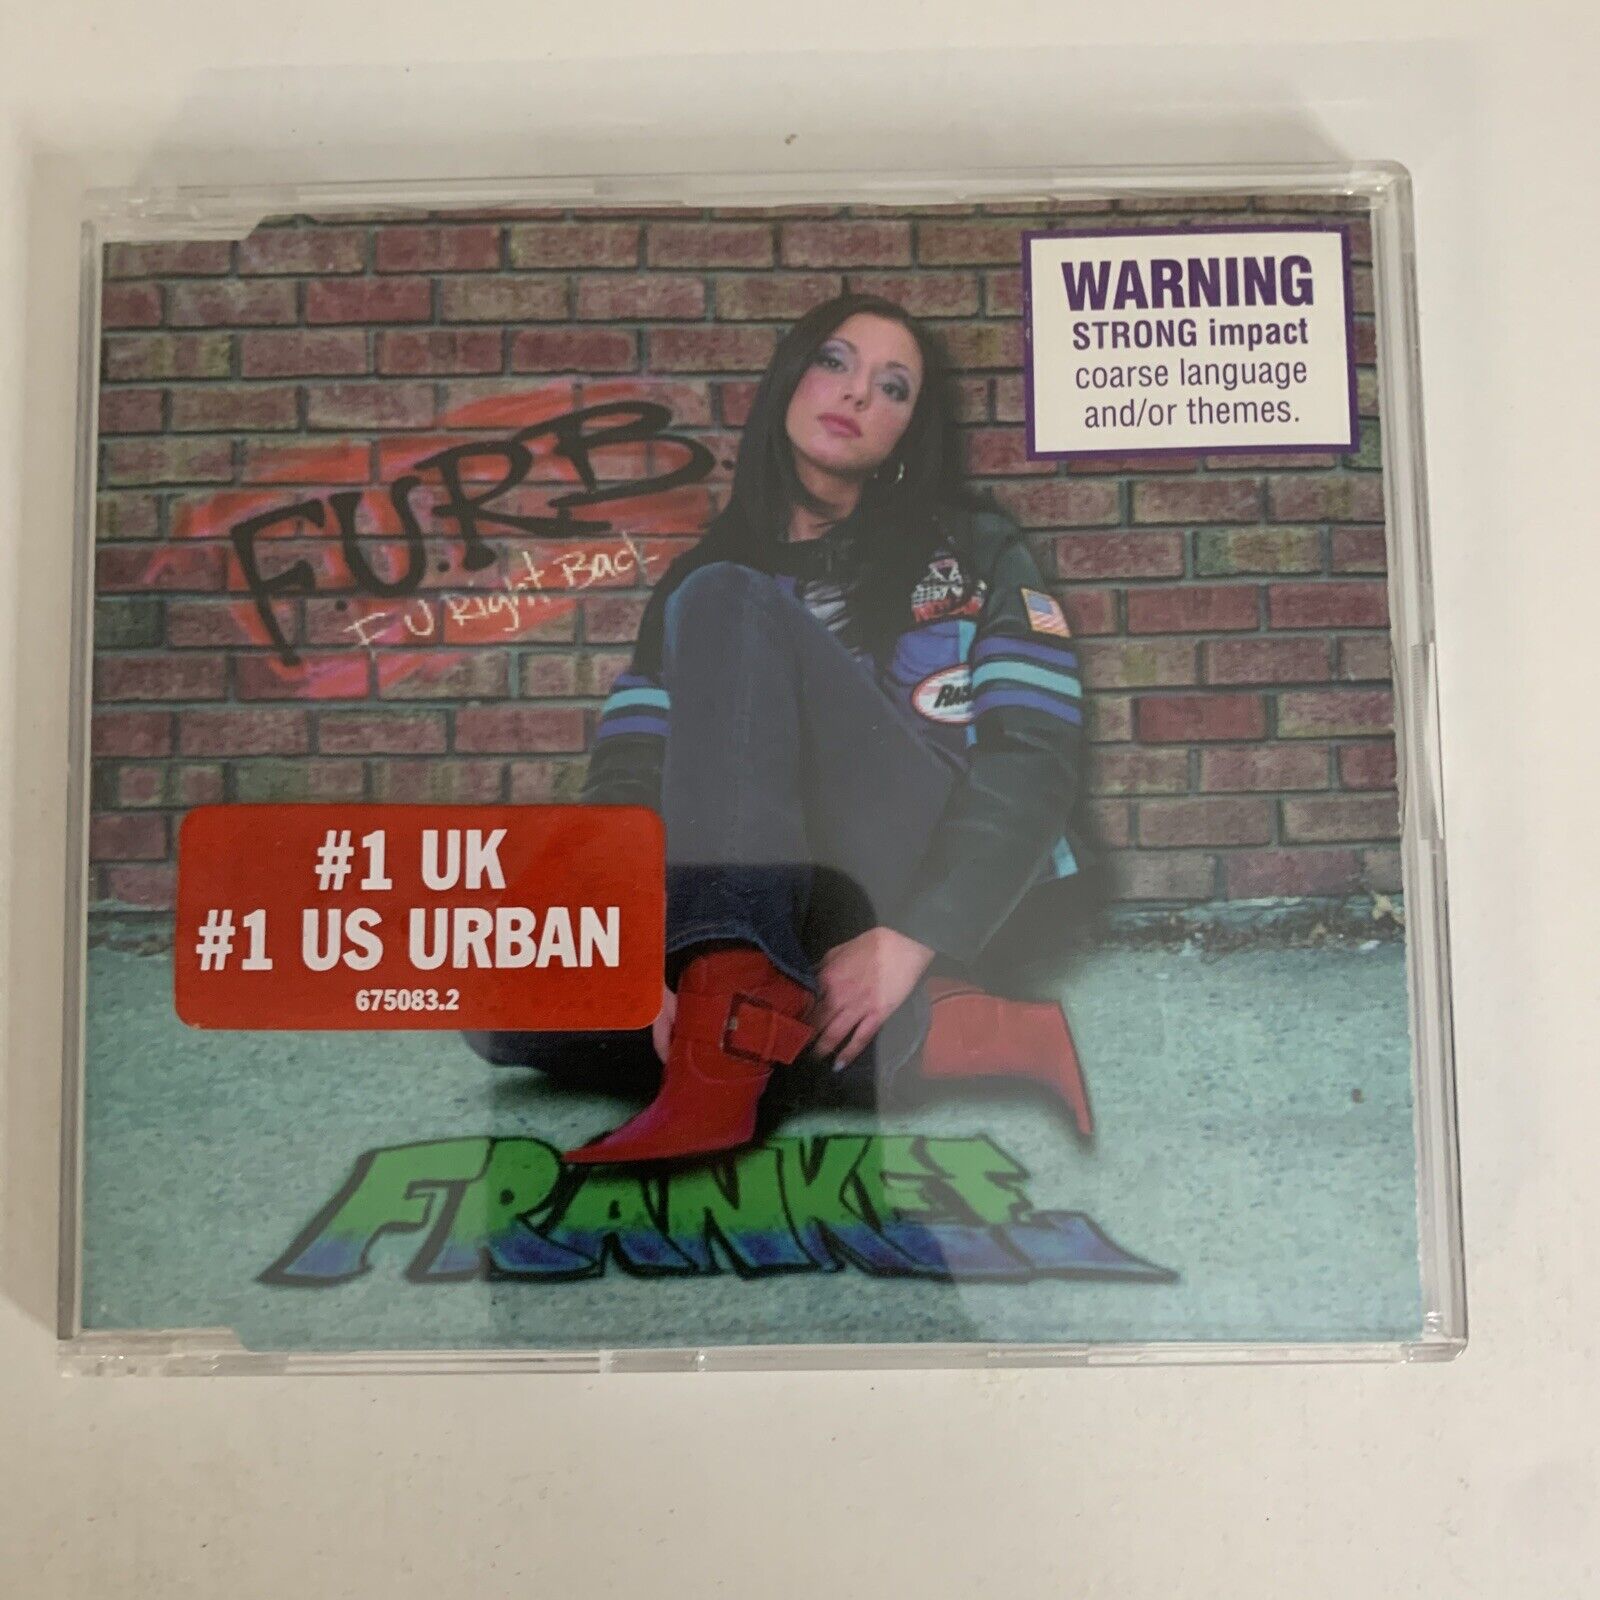 WARNING
STRONG impact
coarse language
and/or themes.
F.U.R.B.
F U Right Back
#1 UK
#1 US URBAN
675083.2
FRANKEE